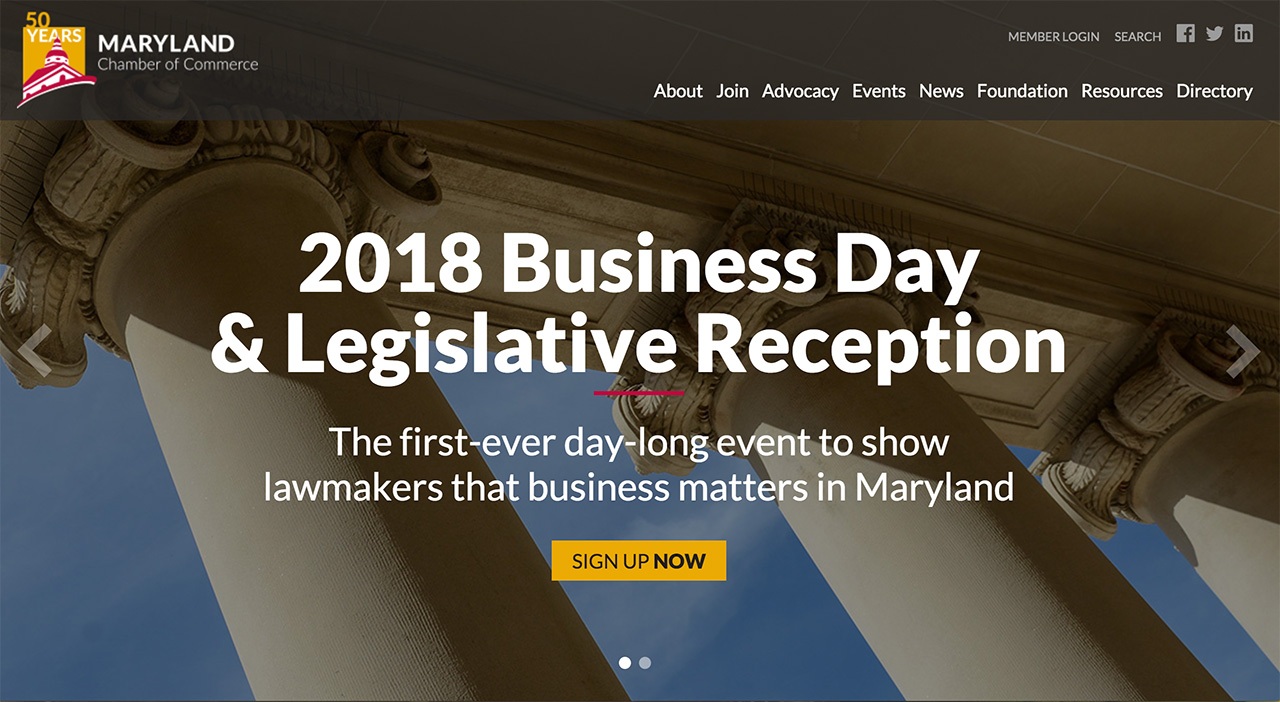 50
YEARS
MARYLAND
Chamber of Commerce
MEMBER LOGIN SEARCH
About Join Advocacy Events News Foundation Resources Directory
2018 Business Day
& Legislative Reception
The first-ever day-long event to show
lawmakers that business matters in Maryland
SIGN UP NOW